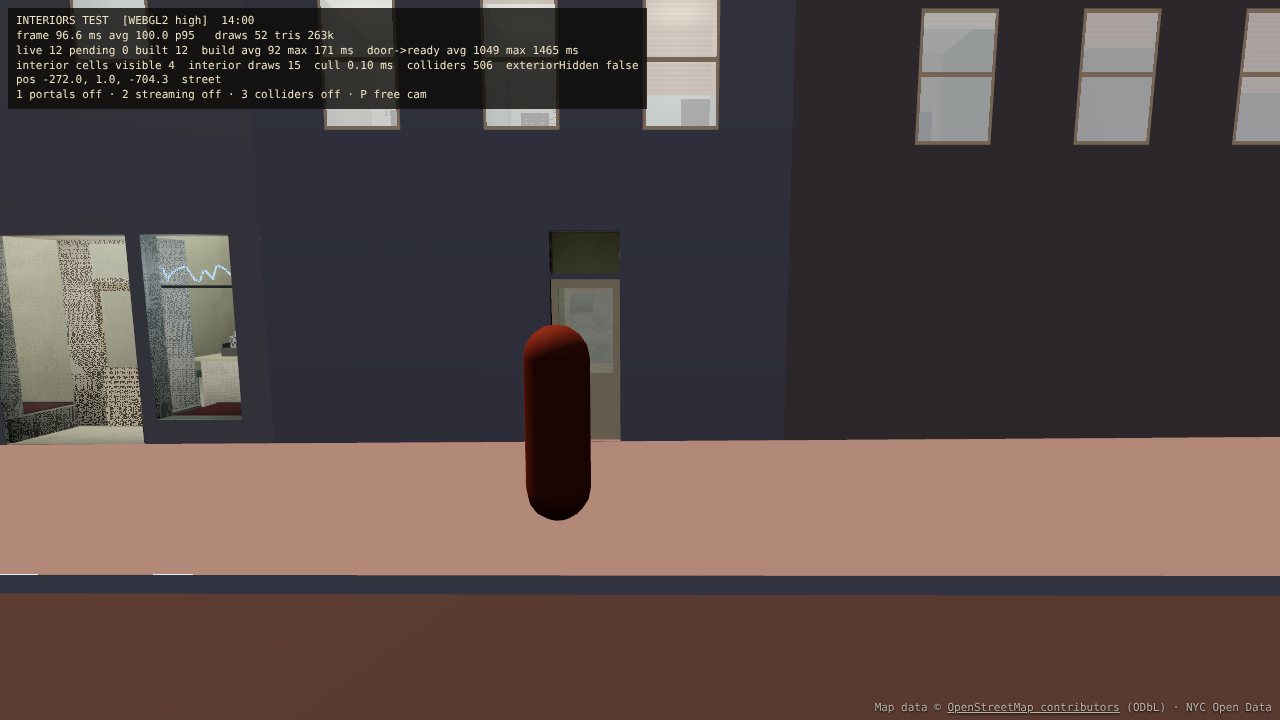 INTERIORS TEST  [WEBGL2 high]  14:00
frame 96.6 ms avg 100.0 p95   draws 52 tris 263k
live 12 pending 0 built 12  build avg 92 max 171 ms  door->ready avg 1049 max 1465 ms
interior cells visible 4  interior draws 15  cull 0.10 ms  colliders 506  exteriorHidden false
pos -272.0, 1.0, -704.3  street
1 portals off · 2 streaming off · 3 colliders off · P free cam
Map data © OpenStreetMap contributors (ODbL) · NYC Open Data